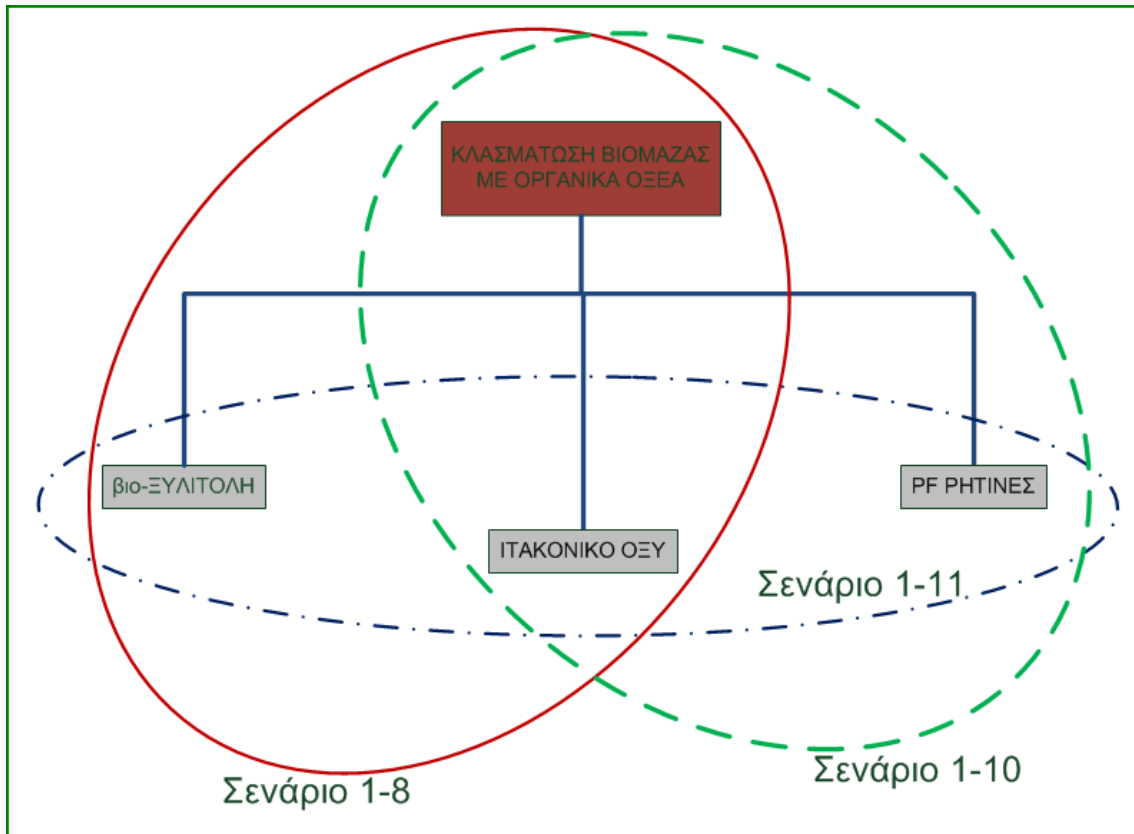 ΚΛΑΣΜΑΤΩΣΗ ΒΙΟΜΑΖΑΣ
ΜΕ ΟΡΓΑΝΙΚΑ ΟΞΕΑ
βιο-ΞΥΛΙΤΟΛΗ
PF ΡΗΤΙΝΕΣ
ΙΤΑΚΟΝΙΚΟ ΟΞΥ
Σενάριο 1-11
Σενάριο 1-10
Σενάριο 1-8